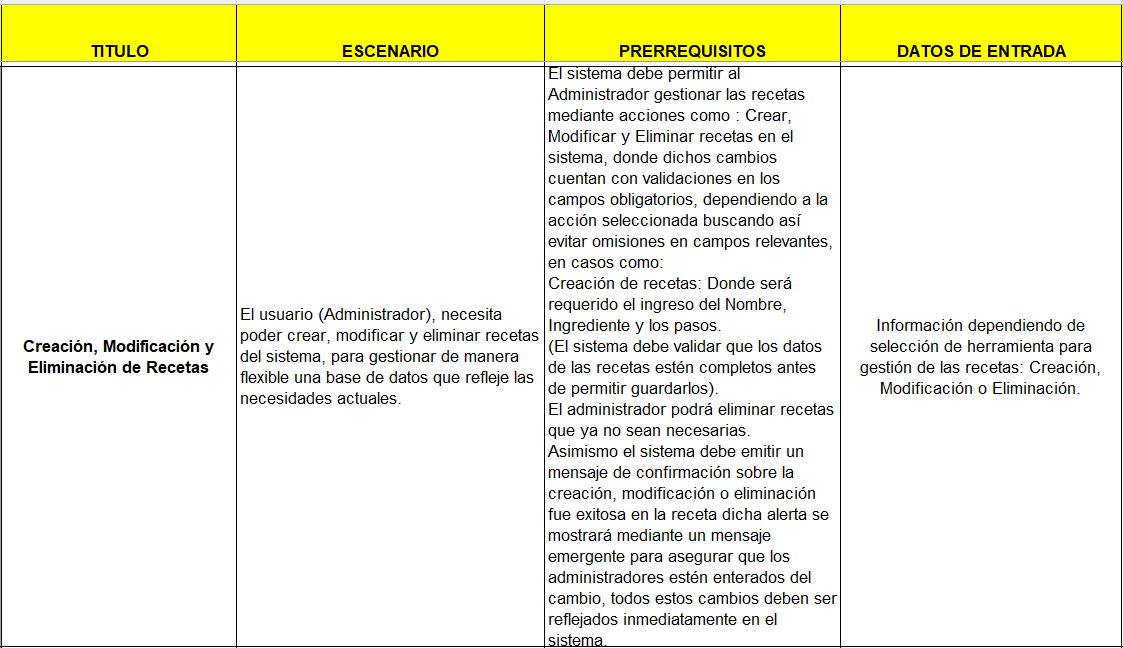 TITULO
ESCENARIO
PRERREQUISITOS
DATOS DE ENTRADA
Creación, Modificación y
Eliminación de Recetas
El usuario (Administrador), necesita
poder crear, modificar y eliminar recetas
del sistema, para gestionar de manera
flexible una base de datos que refleje las
necesidades actuales.
El sistema debe permitir al
Administrador gestionar las recetas
mediante acciones como : Crear,
Modificar y Eliminar recetas en el
sistema, donde dichos cambios
cuentan con validaciones en los
campos obligatorios, dependiendo a la
acción seleccionada buscando así
evitar omisiones en campos relevantes,
en casos como:
Creación de recetas: Donde será
requerido el ingreso del Nombre,
Ingrediente y los pasos.
(El sistema debe validar que los datos
de las recetas estén completos antes
de permitir guardarlos).
El administrador podrá eliminar recetas
que ya no sean necesarias.
Asimismo el sistema debe emitir un
mensaje de confirmación sobre la
creación, modificación o eliminación
fue exitosa en la receta dicha alerta se
mostrará mediante un mensaje
emergente para asegurar que los
administradores estén enterados del
cambio, todos estos cambios deben ser
reflejados inmediatamente en el
sistema.
Información dependiendo de
selección de herramienta para
gestión de las recetas: Creación,
Modificación o Eliminación.